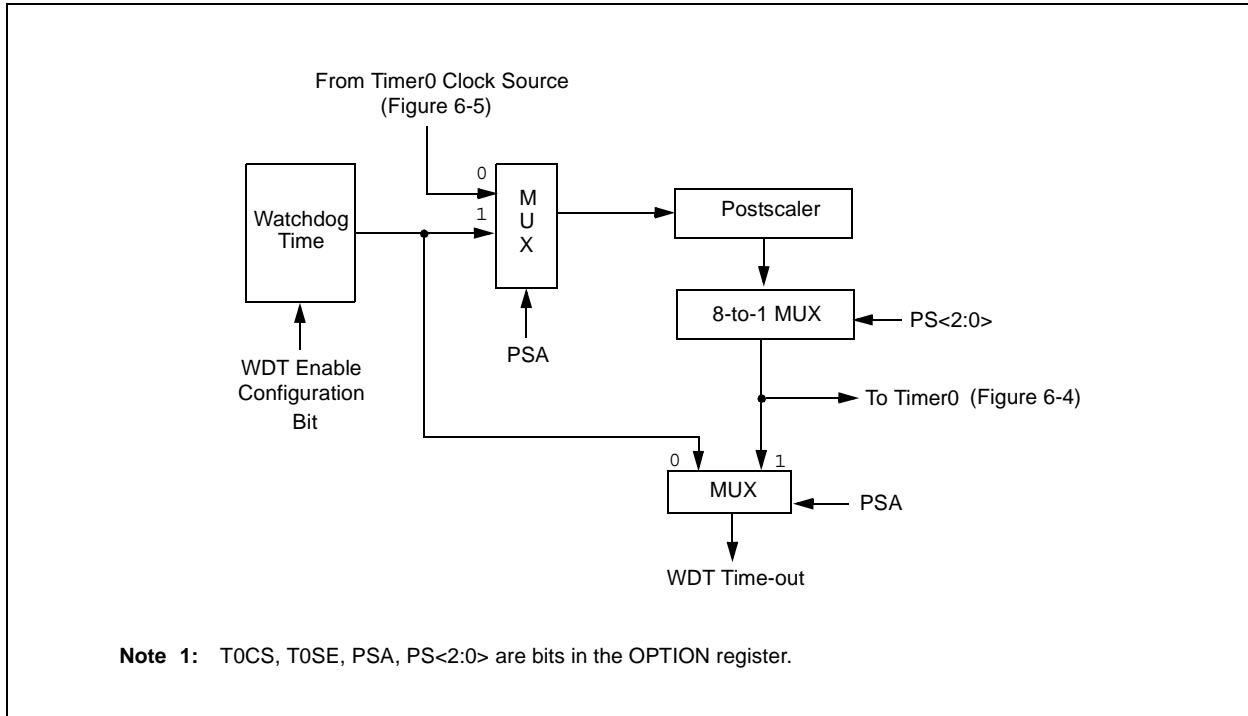 From Timer0 Clock Source
(Figure 6-5)
0
1
M
U
X
Watchdog
Time
Postscaler
8-to-1 MUX
PS<2:0>
PSA
WDT Enable
Configuration
Bit
To Timer0 (Figure 6-4)
0
1
MUX
PSA
WDT Time-out
Note 1: T0CS, T0SE, PSA, PS<2:0> are bits in the OPTION register.